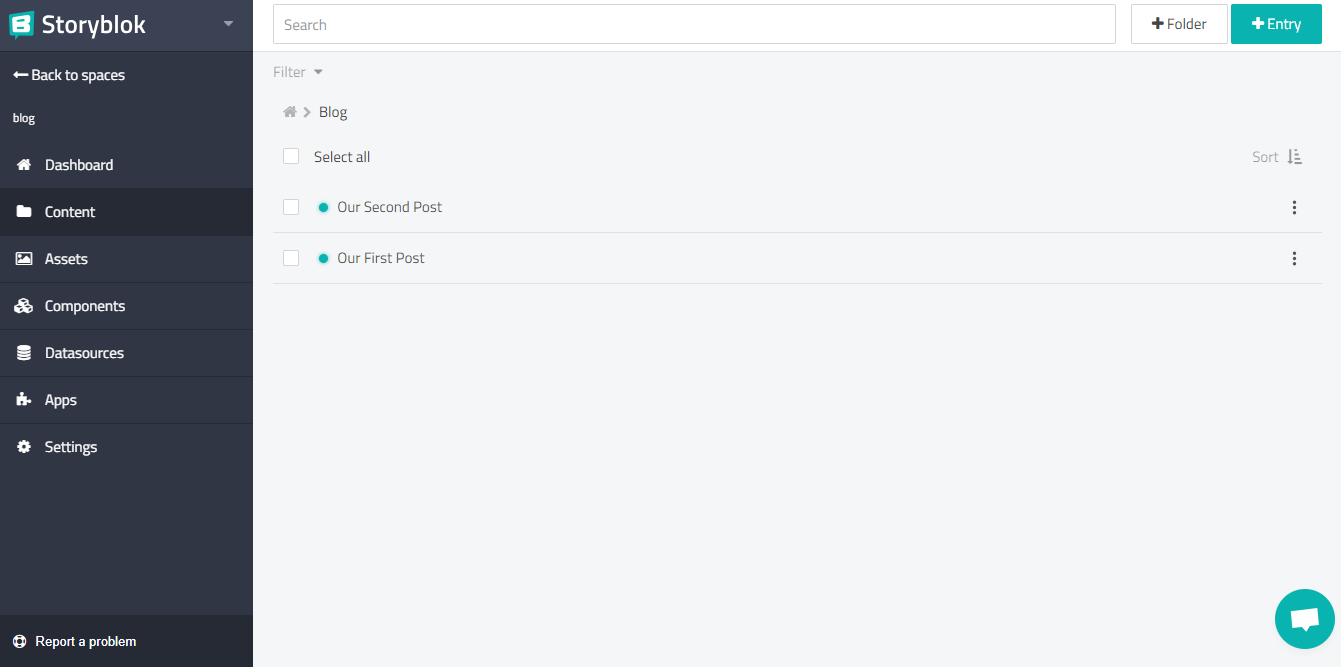 Storyblok
Back to spaces
blog
Dashboard
Content
Assets
Components
Datasources
Apps
Settings
Report a problem
Search
Folder
Entry
Filter
Blog
Select all
Sort
Our Second Post
Our First Post